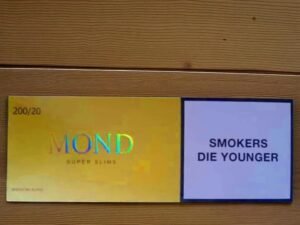 200/20
MOND
SUPER SLIMS
SMOKERS
DIE YOUNGER